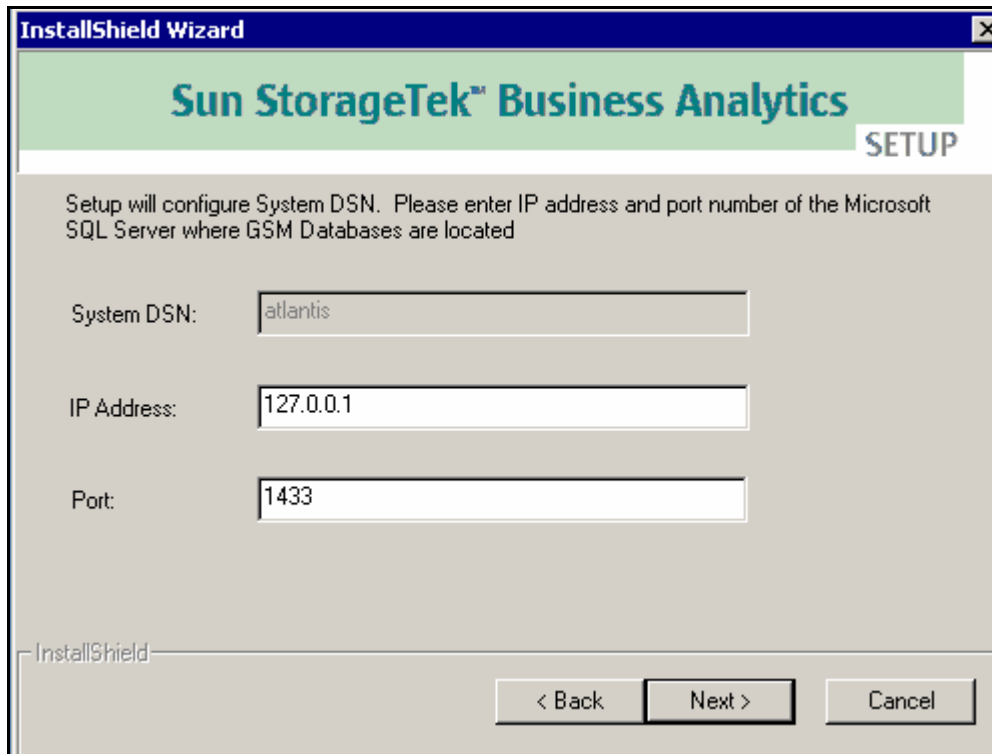 InstallShield Wizard
Sun StorageTek™ Business Analytics
SETUP
Setup will configure System DSN. Please enter IP address and port number of the Microsoft
SQL Server where GSM Databases are located
System DSN:
atlantis
IP Address:
127.0.0.1
Port:
1433
InstallShield
< Back
Next >
Cancel